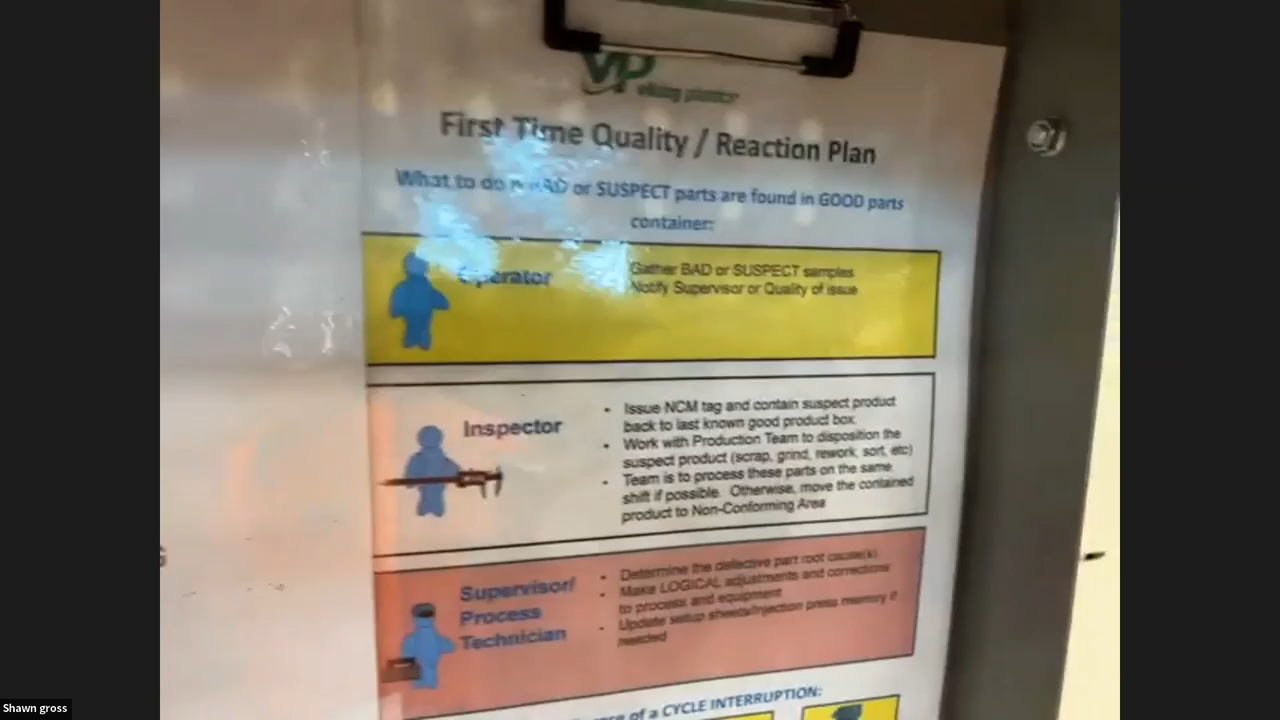 VP viking plastics
First Time Quality / Reaction Plan
What to do BAD or SUSPECT parts are found in GOOD parts
container:
Operator
Gather BAD or SUSPECT samples
Notify Supervisor or Quality of issue
Inspector
• Issue NCM tag and contain suspect product
back to last known good product box.
• Work with Production Team to disposition the
suspect product (scrap, grind, rework, sort, etc)
• Team is to process these parts on the same
shift if possible. Otherwise, move the contained
product to Non-Conforming Area
Supervisor/
Process
Technician
• Determine the defective part root cause(s)
• Make LOGICAL adjustments and corrections
to process and equipment
• Update setup sheets/injection press memory if
needed
of a CYCLE INTERRUPTION:
Shawn gross